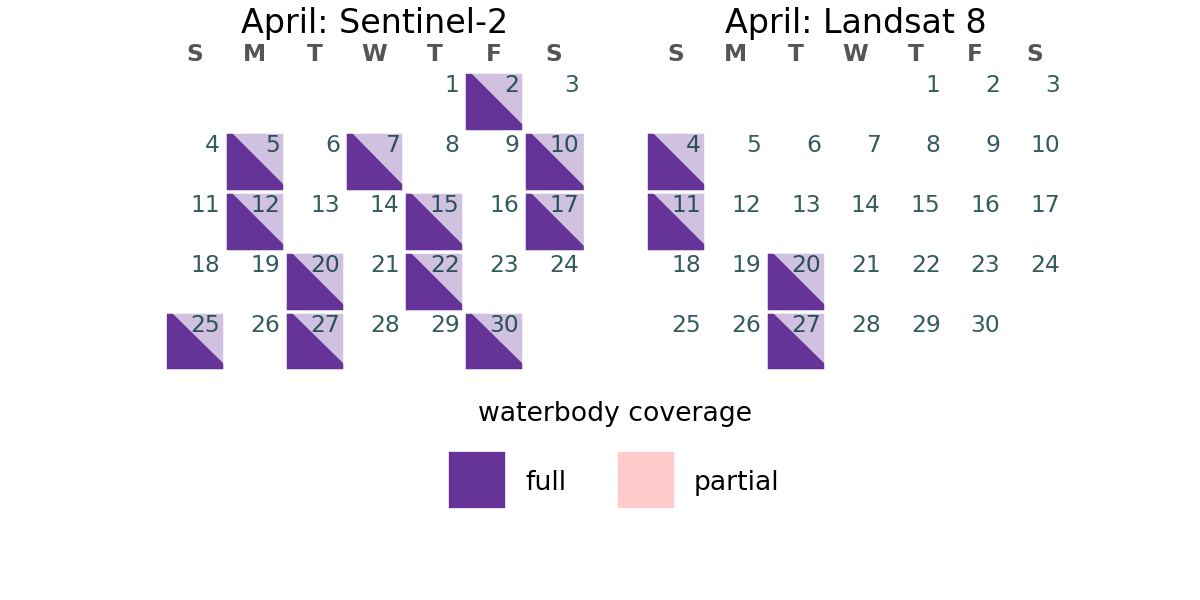 April: Sentinel-2
S M T W T F S
1 2 3
4 5 6 7 8 9 10
11 12 13 14 15 16 17
18 19 20 21 22 23 24
25 26 27 28 29 30
April: Landsat 8
S M T W T F S
1 2 3
4 5 6 7 8 9 10
11 12 13 14 15 16 17
18 19 20 21 22 23 24
25 26 27 28 29 30
waterbody coverage
full partial